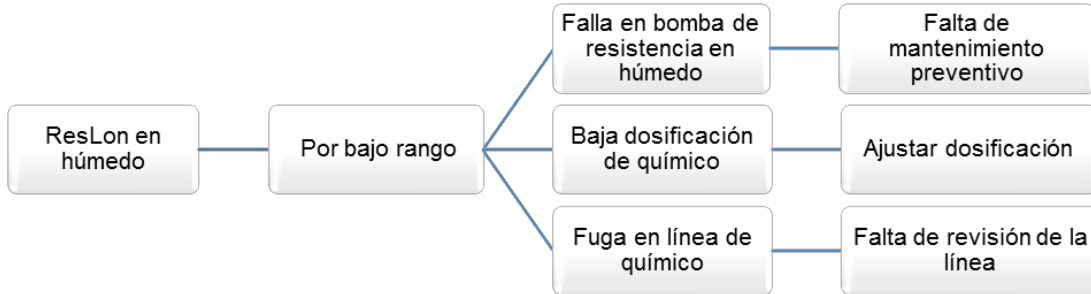 ResLon en
húmedo
Por bajo rango
Falla en bomba de
resistencia en
húmedo
Falta de
mantenimiento
preventivo
Baja dosificación
de químico
Ajustar dosificación
Fuga en línea de
químico
Falta de revisión de la
línea